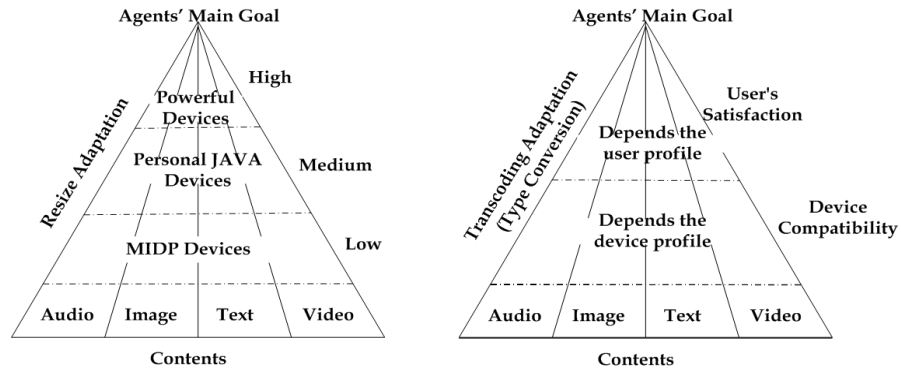 Agents' Main Goal
High
Powerful
Devices
Resize Adaptation
Personal JAVA
Devices
Medium
MIDP Devices
Low
Audio
Image
Text
Video
Contents
Agents' Main Goal
User's
Satisfaction
Transcoding Adaptation
(Type Conversion)
Depends the
user profile
Depends the
device profile
Device
Compatibility
Audio
Image
Text
Video
Contents